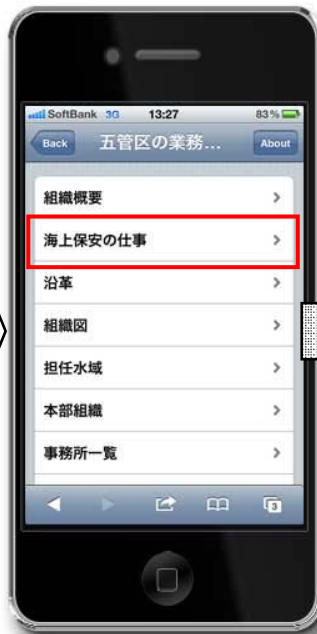 SoftBank 3G 13:27 83%
Back 五管区の業務... About
組織概要
海上保安の仕事
沿革
組織図
担任水域
本部組織
事務所一覧
3